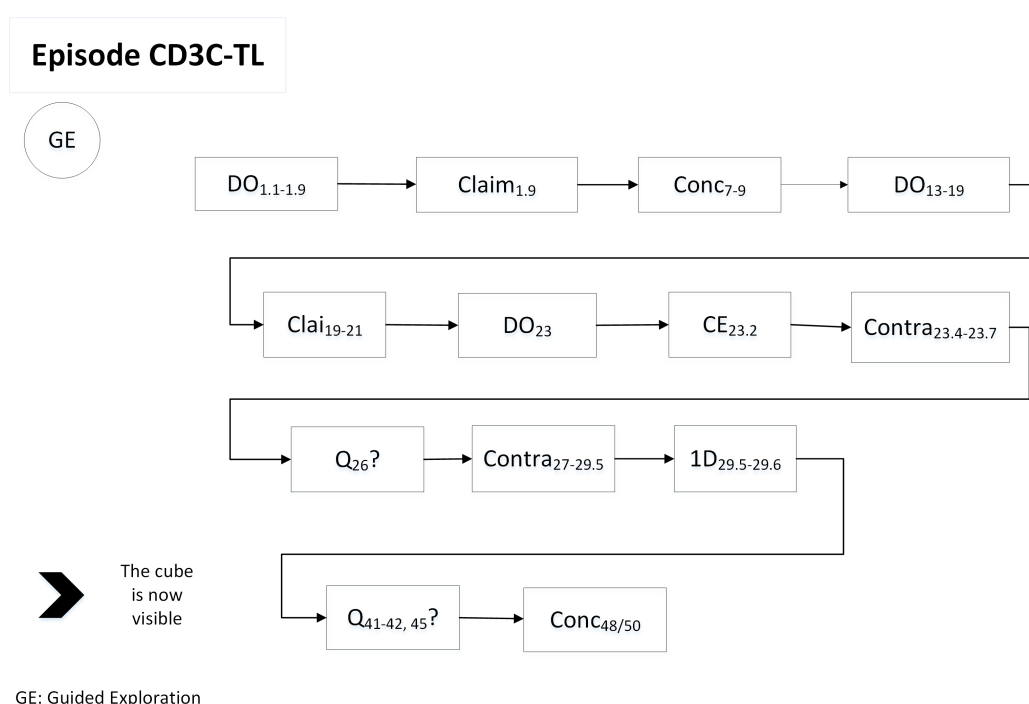 Episode CD3C-TL
GE
DO1.1-1.9
Claim1.9
Conc7-9
DO13-19
Clai19-21
DO23
CE23.2
Contra23.4-23.7
Q26?
Contra27-29.5
1D29.5-29.6
The cube
is now
visible
Q41-42, 45?
Conc48/50
GE: Guided Exploration